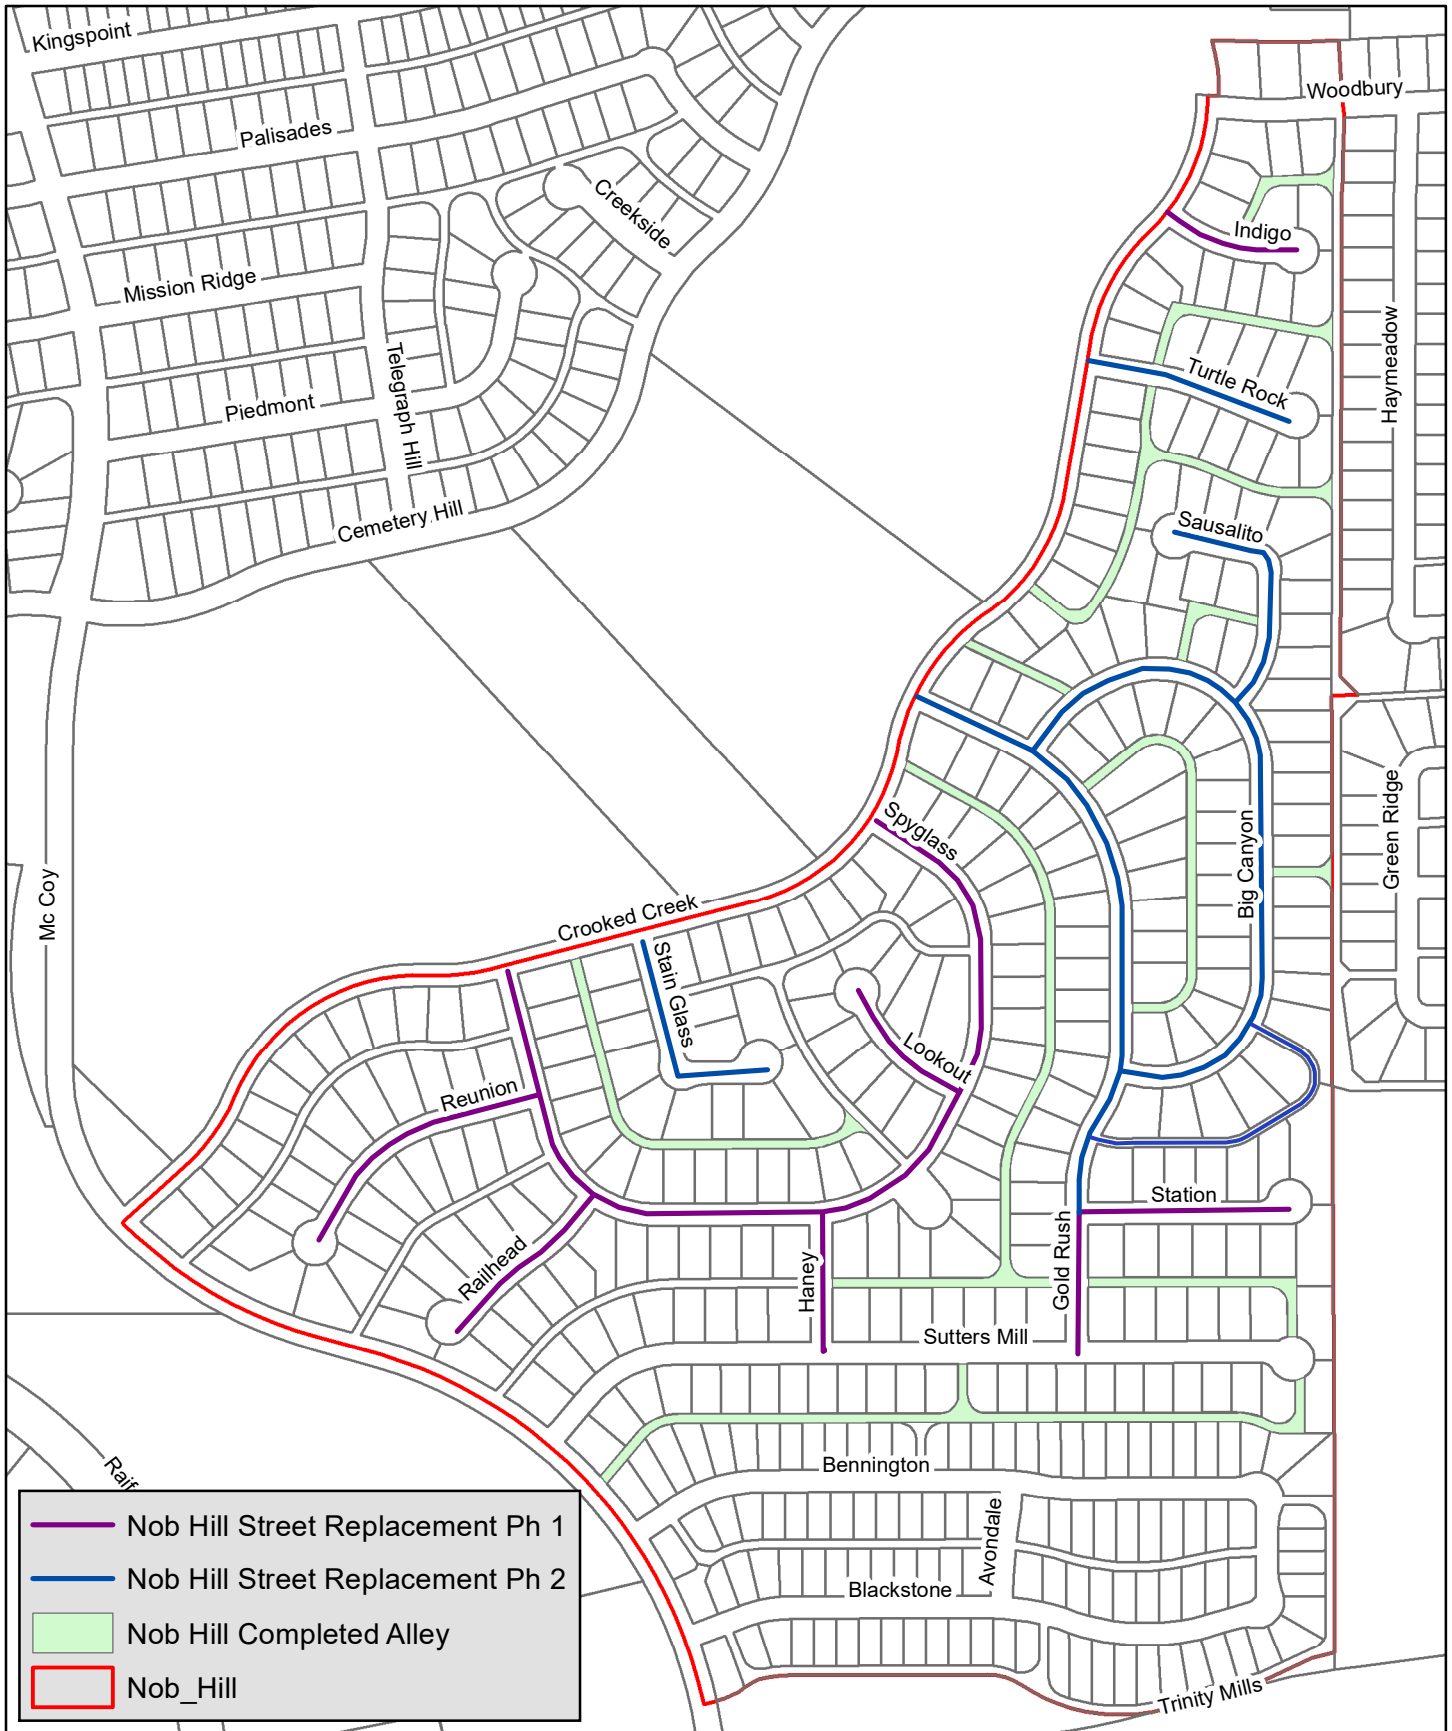 Kingspoint
Woodbury
Palisades
Creekside
Indigo
Mission Ridge
Haymeadow
Telegraph Hill
Turtle Rock
Piedmont
Cemetery Hill
Sausalito
Spyglass
Big Canyon
Green Ridge
Mc Coy
Crooked Creek
Stain Glass
Lookout
Reunion
Station
Railhead
Haney
Gold Rush
Sutters Mill
Bennington
Raif
Avondale
Blackstone
Trinity Mills
Nob Hill Street Replacement Ph 1
Nob Hill Street Replacement Ph 2
Nob Hill Completed Alley
Nob_Hill